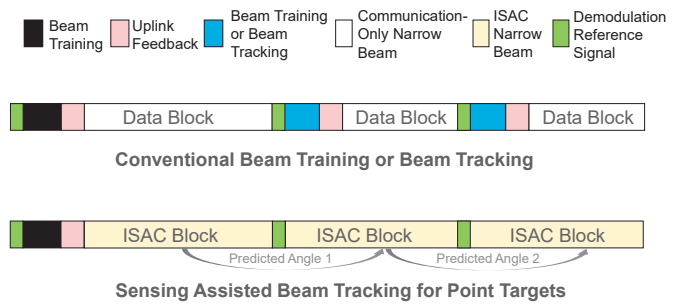 Beam Training
Uplink Feedback
Beam Training or Beam Tracking
Communication-Only Narrow Beam
ISAC Narrow Beam
Demodulation Reference Signal
Data Block
Data Block
Data Block
Conventional Beam Training or Beam Tracking
ISAC Block
ISAC Block
ISAC Block
Predicted Angle 1
Predicted Angle 2
Sensing Assisted Beam Tracking for Point Targets